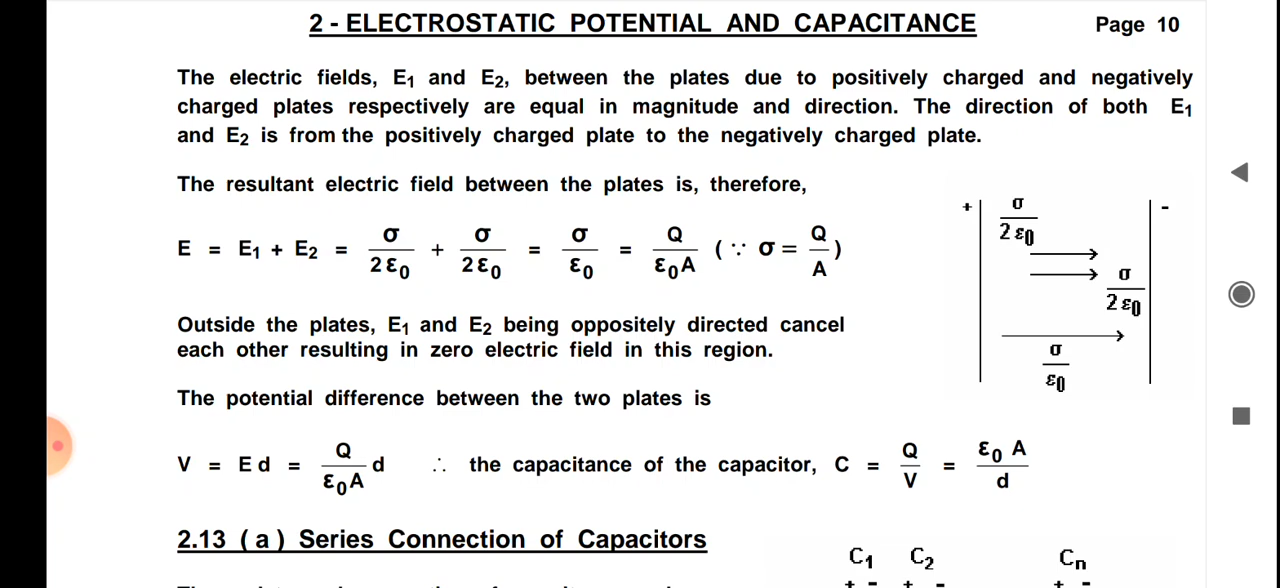 2 - ELECTROSTATIC POTENTIAL AND CAPACITANCE Page 10
The electric fields, E₁ and E₂, between the plates due to positively charged and negatively
charged plates respectively are equal in magnitude and direction. The direction of both E₁
and E₂ is from the positively charged plate to the negatively charged plate.
The resultant electric field between the plates is, therefore,
E = E₁ + E₂ = σ/2ε₀ + σ/2ε₀ = σ/ε₀ = Q/ε₀A ( ∵ σ = Q/A )
+ σ/2ε₀ -
σ/2ε₀
σ/ε₀
Outside the plates, E₁ and E₂ being oppositely directed cancel
each other resulting in zero electric field in this region.
The potential difference between the two plates is
V = Ed = Q/ε₀A d ∴ the capacitance of the capacitor, C = Q/V = ε₀ A/d
2.13 ( a ) Series Connection of Capacitors
C₁ C₂ Cn
+ - + - + -